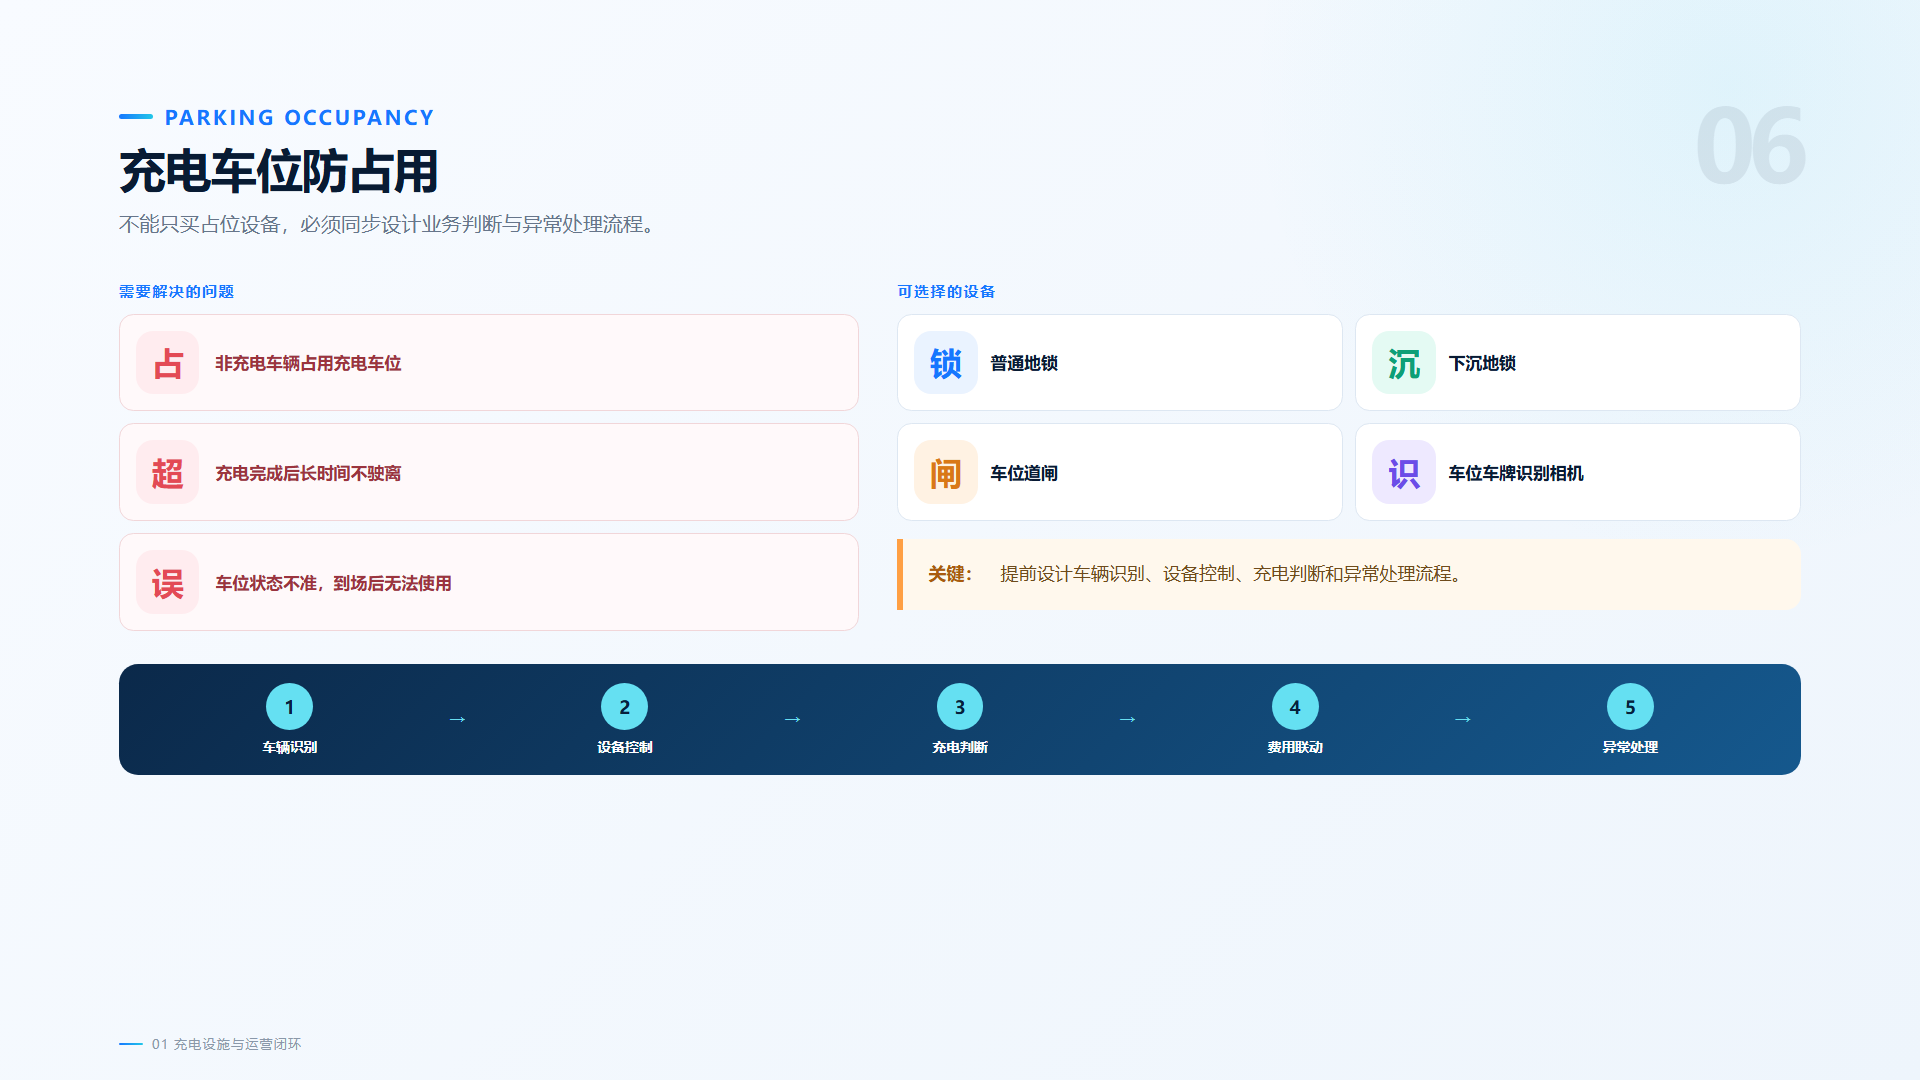 PARKING OCCUPANCY
06
充电车位防占用
不能只买占位设备，必须同步设计业务判断与异常处理流程。
需要解决的问题
占 非充电车辆占用充电车位
超 充电完成后长时间不驶离
误 车位状态不准，到场后无法使用
可选择的设备
锁 普通地锁
沉 下沉地锁
闸 车位道闸
识 车位车牌识别相机
关键： 提前设计车辆识别、设备控制、充电判断和异常处理流程。
1 → 2 → 3 → 4 → 5
车辆识别 设备控制 充电判断 费用联动 异常处理
01 充电设施与运营闭环